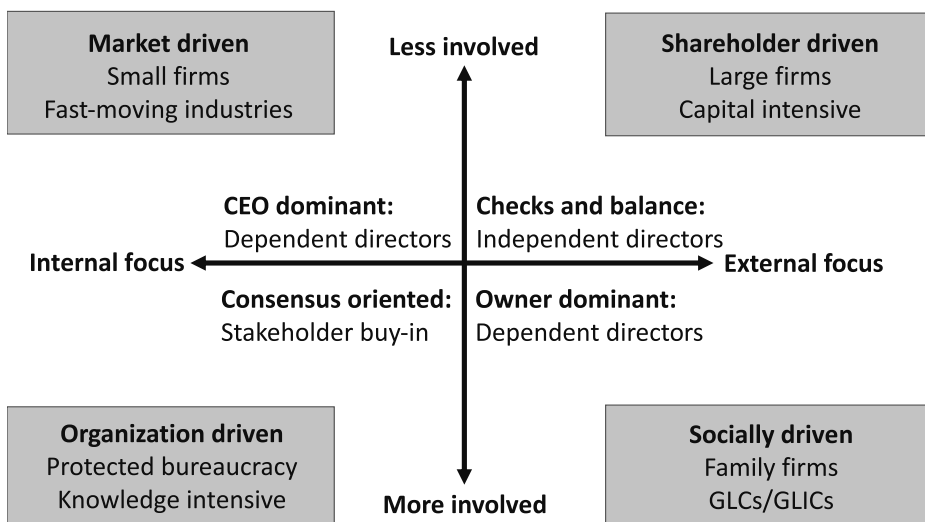 Market driven
Small firms
Fast-moving industries
Less involved
Shareholder driven
Large firms
Capital intensive
CEO dominant:
Dependent directors
Checks and balance:
Independent directors
Internal focus
External focus
Consensus oriented:
Stakeholder buy-in
Owner dominant:
Dependent directors
Organization driven
Protected bureaucracy
Knowledge intensive
More involved
Socially driven
Family firms
GLCs/GLICs